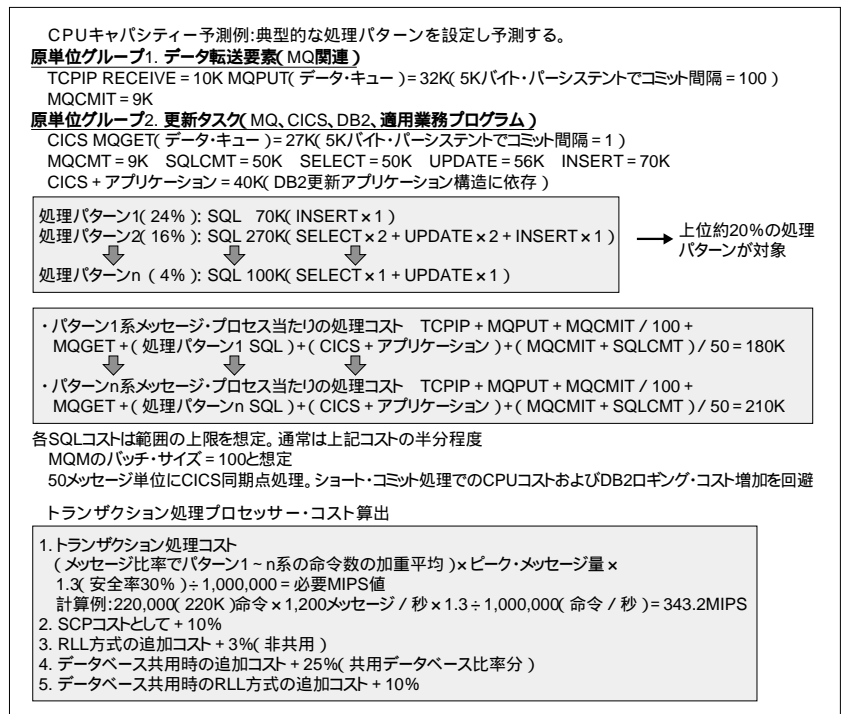 CPUキャパシティー予測例:典型的な処理パターンを設定し予測する。
原単位グループ1. データ転送要素(MQ関連)
TCPIP RECEIVE = 10K MQPUT(データ・キュー) = 32K(5Kバイト・パーシステントでコミット間隔 = 100)
MQCMIT = 9K
原単位グループ2. 更新タスク(MQ、CICS、DB2、適用業務プログラム)
CICS MQGET(データ・キュー) = 27K(5Kバイト・パーシステントでコミット間隔 = 1)
MQCMT = 9K SQLCMT = 50K SELECT = 50K UPDATE = 56K INSERT = 70K
CICS + アプリケーション = 40K(DB2更新アプリケーション構造に依存)
処理パターン1(24%): SQL 70K(INSERT×1)
処理パターン2(16%): SQL 270K(SELECT×2 + UPDATE×2 + INSERT×1)
処理パターンn(4%): SQL 100K(SELECT×1 + UPDATE×1)
上位約20%の処理
パターンが対象
・パターン1系メッセージ・プロセス当たりの処理コスト TCPIP + MQPUT + MQCMIT / 100 +
MQGET +(処理パターン1 SQL)+(CICS + アプリケーション)+(MQCMIT + SQLCMT)/ 50 = 180K
・パターンn系メッセージ・プロセス当たりの処理コスト TCPIP + MQPUT + MQCMIT / 100 +
MQGET +(処理パターンn SQL)+(CICS + アプリケーション)+(MQCMIT + SQLCMT)/ 50 = 210K
各SQLコストは範囲の上限を想定。通常は上記コストの半分程度
MQMのバッチ・サイズ = 100と想定
50メッセージ単位にCICS同期点処理。ショート・コミット処理でのCPUコストおよびDB2ロギング・コスト増加を回避
トランザクション処理プロセッサー・コスト算出
1. トランザクション処理コスト
(メッセージ比率でパターン1~n系の命令数の加重平均)×ピーク・メッセージ量×
1.3(安全率30%)÷1,000,000 = 必要MIPS値
計算例:220,000(220K)命令×1,200メッセージ/秒×1.3÷1,000,000(命令/秒)= 343.2MIPS
2. SCPコストとして + 10%
3. RLL方式の追加コスト + 3%(非共用)
4. データベース共用時の追加コスト + 25%(共用データベース比率分)
5. データベース共用時のRLL方式の追加コスト + 10%